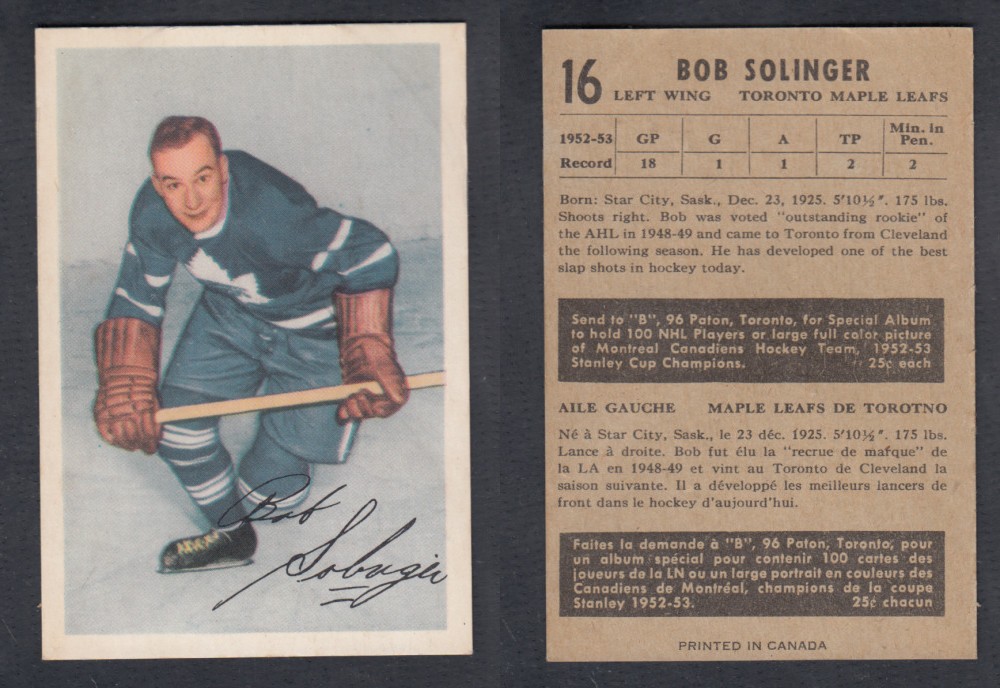 Bob
Solinger
16 BOB SOLINGER
LEFT WING TORONTO MAPLE LEAFS
1952-53 GP G A TP Min. in Pen.
Record 18 1 1 2 2
Born: Star City, Sask., Dec. 23, 1925. 5'10½". 175 lbs.
Shoots right. Bob was voted "outstanding rookie" of
the AHL in 1948-49 and came to Toronto from Cleveland
the following season. He has developed one of the best
slap shots in hockey today.
Send to "B", 96 Paton, Toronto, for Special Album
to hold 100 NHL Players or large full color picture
of Montreal Canadiens Hockey Team, 1952-53
Stanley Cup Champions. 25¢ each
AILE GAUCHE MAPLE LEAFS DE TOROTNO
Né à Star City, Sask., le 23 déc. 1925. 5'10½". 175 lbs.
Lance à droite. Bob fut élu la "recrue de mafque" de
la LA en 1948-49 et vint au Toronto de Cleveland la
saison suivante. Il a développé les meilleurs lancers de
front dans le hockey d'aujourd'hui.
Faites la demande à "B", 96 Paton, Toronto, pour
un album spécial pour contenir 100 cartes des
joueurs de la LN ou un large portrait en couleurs des
Canadiens de Montréal, champions de la coupe
Stanley 1952-53. 25¢ chacun
PRINTED IN CANADA